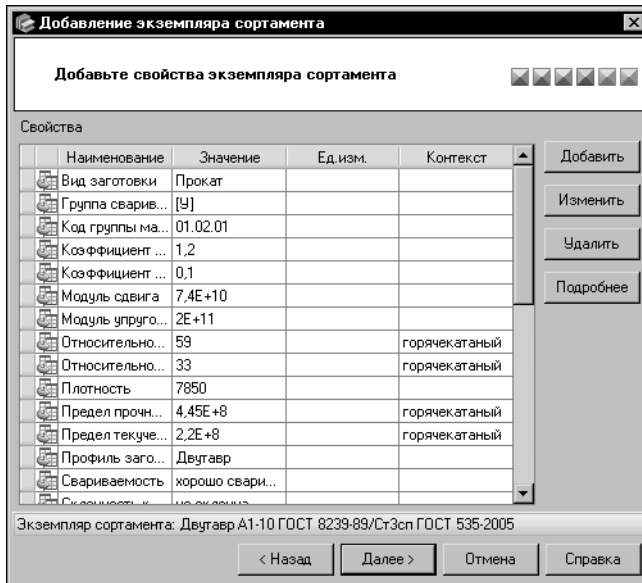 Добавление экземпляра сортамента
Добавьте свойства экземпляра сортамента
Свойства
Наименование Значение Ед.изм. Контекст
Вид заготовки Прокат
Группа сварив... [У]
Код группы ма... 01.02.01
Коэффициент ... 1,2
Коэффициент ... 0,1
Модуль сдвига 7,4E+10
Модуль упруго... 2E+11
Относительно... 59 горячекатаный
Относительно... 33 горячекатаный
Плотность 7850
Предел прочн... 4,45E+8 горячекатаный
Предел текуче... 2,2E+8 горячекатаный
Профиль заго... Двутавр
Свариваемость хорошо свари...
Добавить
Изменить
Удалить
Подробнее
Экземпляр сортамента: Двутавр А1-10 ГОСТ 8239-89/Ст3сп ГОСТ 535-2005
< Назад Далее > Отмена Справка